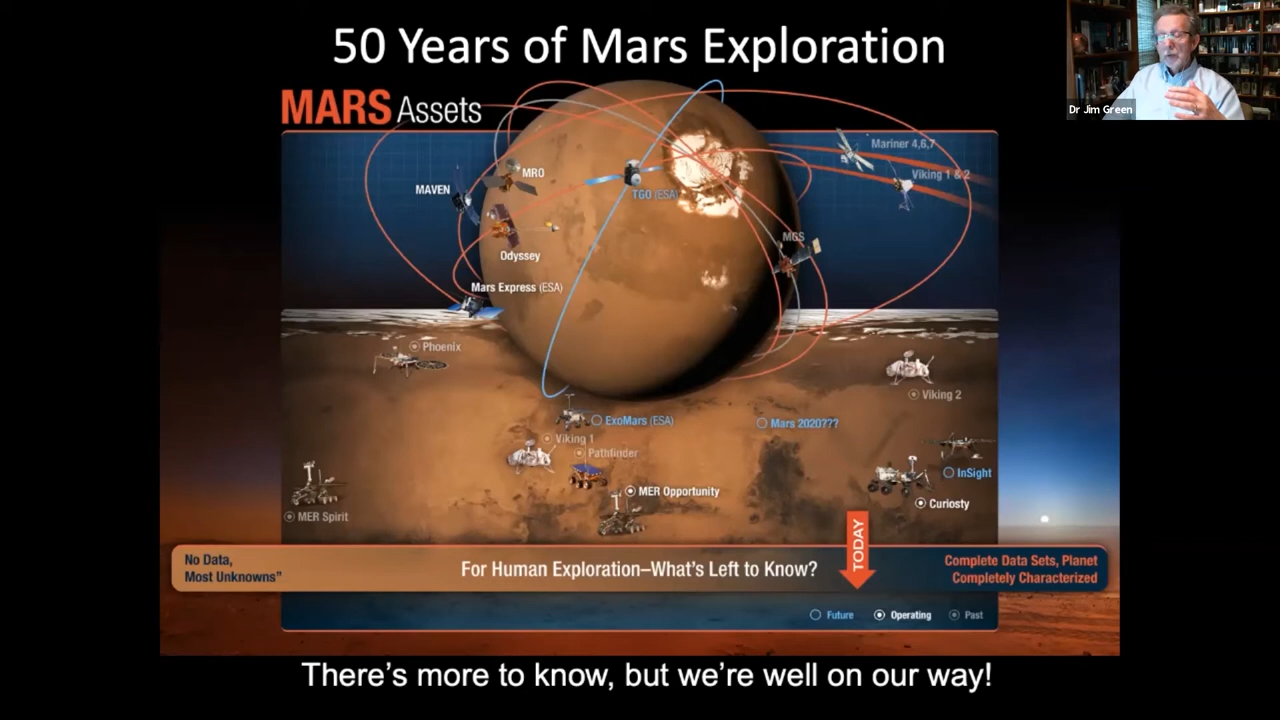 50 Years of Mars Exploration
Dr Jim Green
MARS Assets
Mariner 4,6,7
Viking 1 & 2
MRO
MAVEN
TGO (ESA)
MGS
Odyssey
Mars Express (ESA)
Phoenix
Viking 2
ExoMars (ESA)
Mars 2020???
Viking 1
Pathfinder
InSight
MER Opportunity
Curiosty
MER Spirit
TODAY
No Data,
Most Unknowns”
For Human Exploration–What’s Left to Know?
Complete Data Sets, Planet
Completely Characterized
Future Operating Past
There’s more to know, but we’re well on our way!